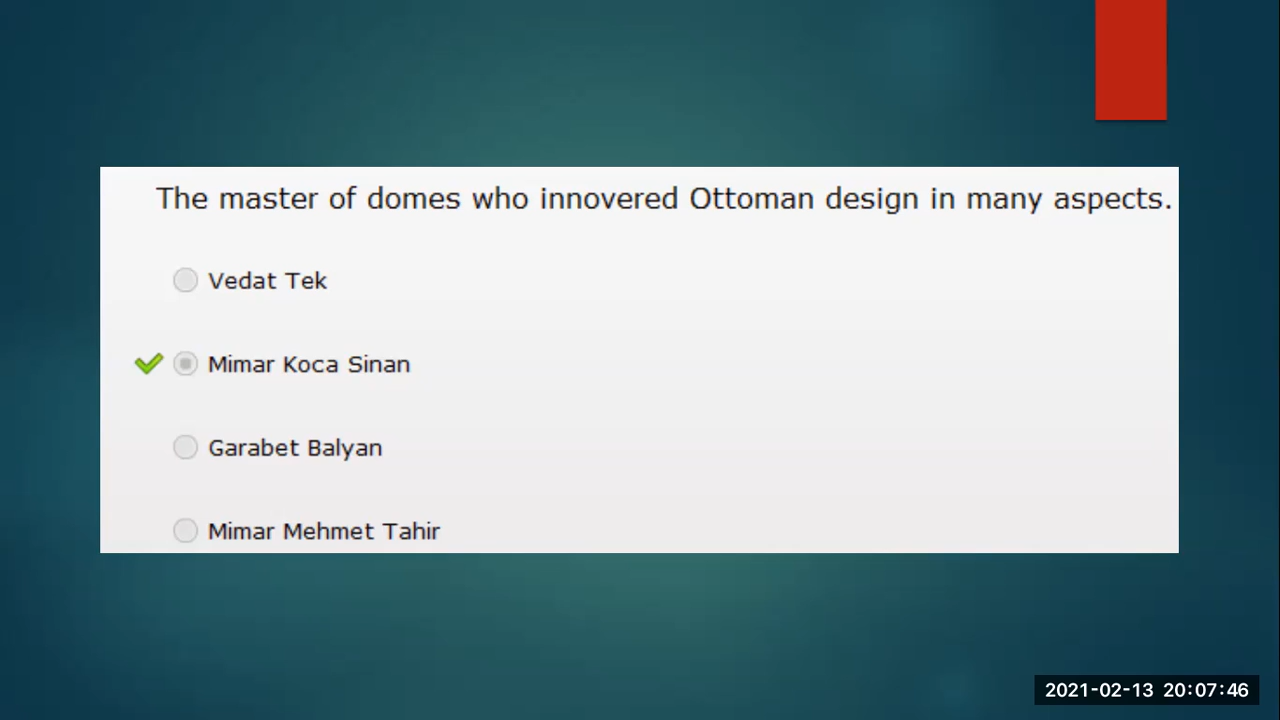 The master of domes who innovered Ottoman design in many aspects.
Vedat Tek
Mimar Koca Sinan
Garabet Balyan
Mimar Mehmet Tahir
2021-02-13 20:07:46